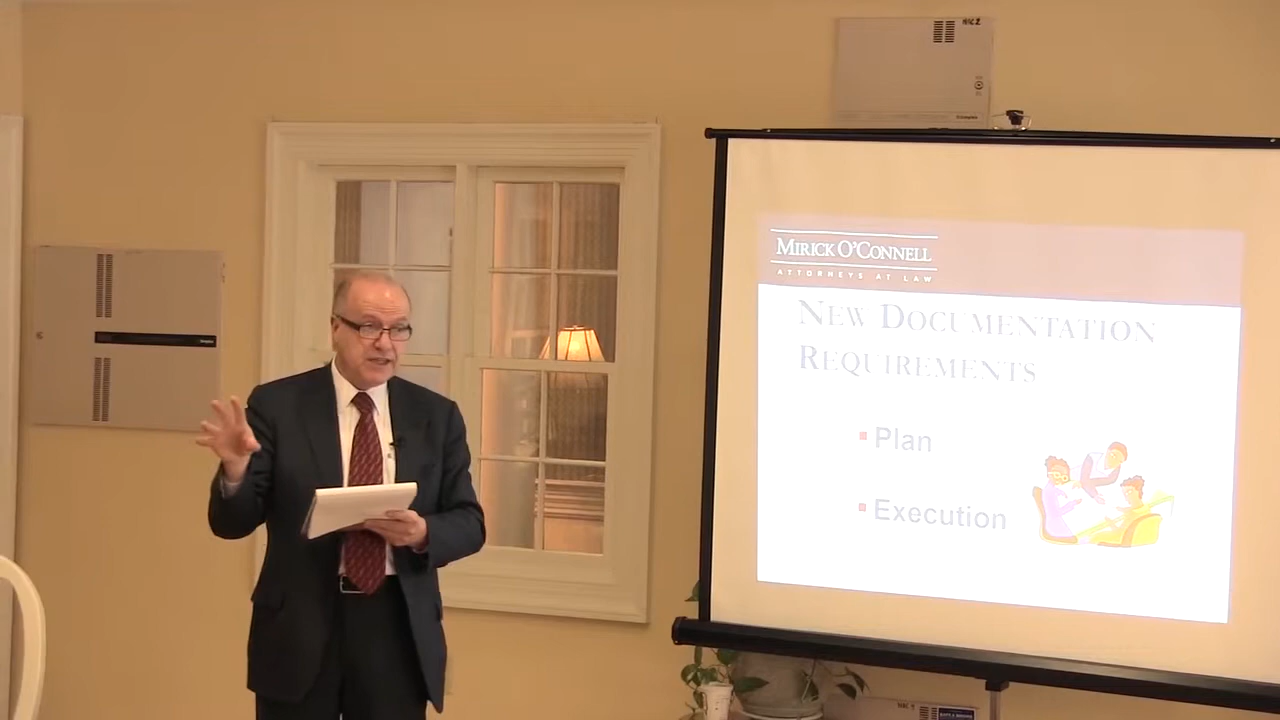 MIRICK O'CONNELL
ATTORNEYS AT LAW
NEW DOCUMENTATION
REQUIREMENTS
Plan
Execution